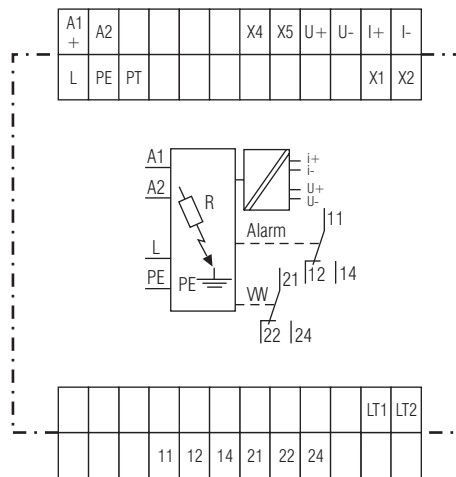 A1 + A2 X4 X5 U+ U- I+ I-
L PE PT X1 X2
A1
A2
R
L
PE
PE
i+
i-
U+
U-
Alarm
11
12 14
VW
21
22 24
LT1 LT2
11 12 14 21 22 24